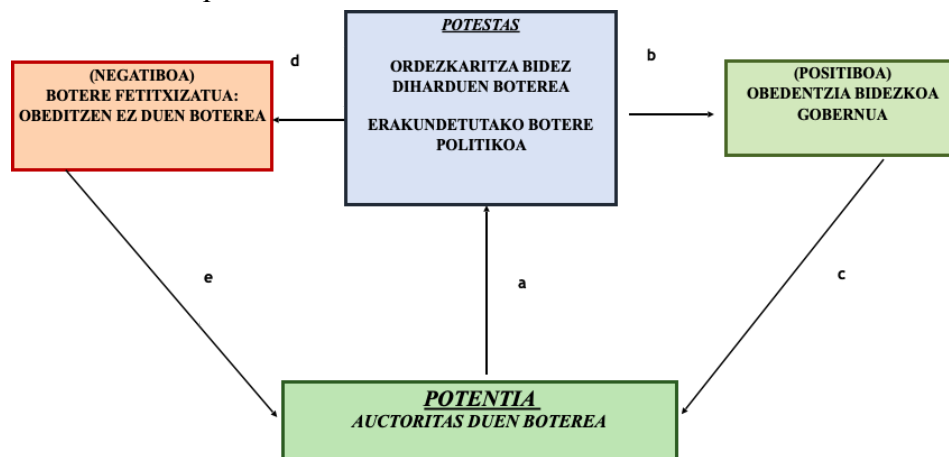 POTESTAS
ORDEZKARITZA BIDEZ
DIHARDUEN BOTEREA
ERAKUNDETUTAKO BOTERE
POLITIKOA
d
b
(NEGATIBOA)
BOTERE FETITXIZATUA:
OBEDITZEN EZ DUEN BOTEREA
(POSITIBOA)
OBEDENTZIA BIDEZKOA
GOBERNUA
e
a
c
POTENTIA
AUCTORITAS DUEN BOTEREA